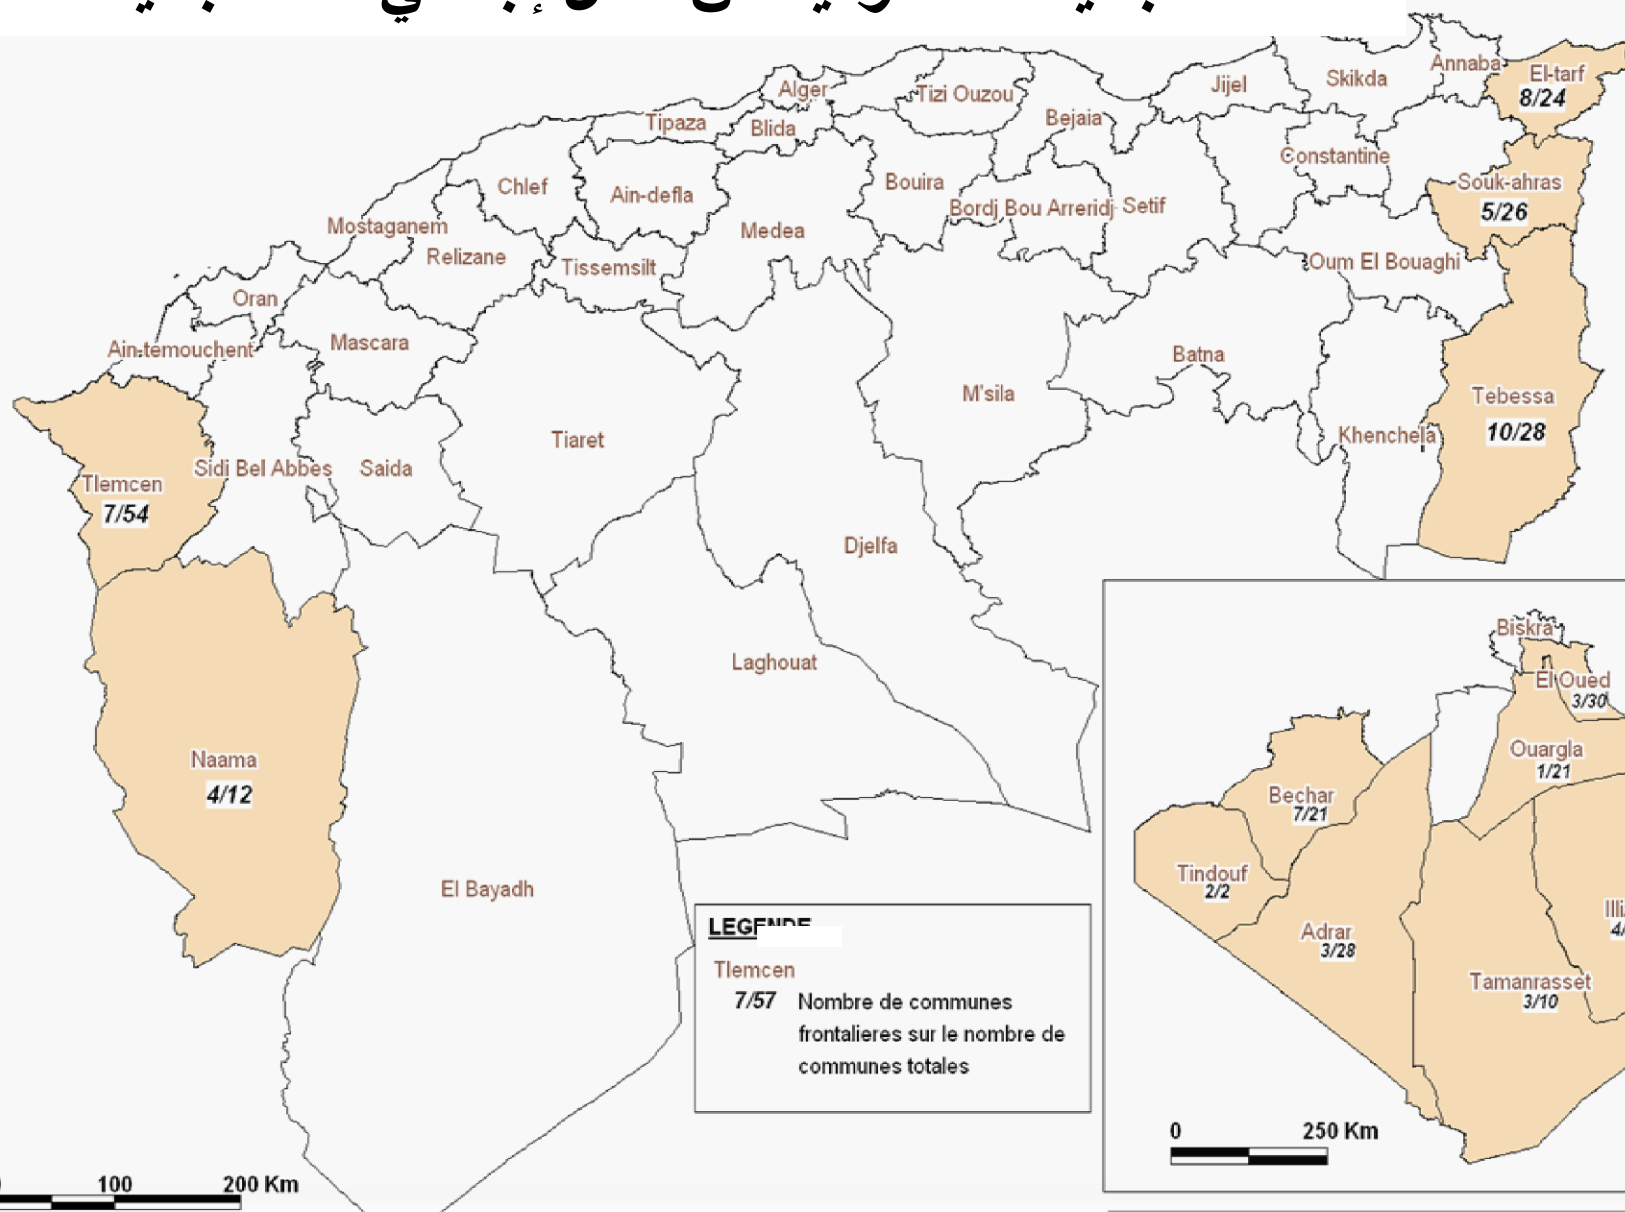 Annaba
El-tarf
8/24
Skikda
Jijel
Alger
Tizi Ouzou
Bejaia
Tipaza
Blida
Constantine
Chlef
Ain-defla
Bouira
Souk-ahras
5/26
Bordj Bou Arreridj
Setif
Mostaganem
Medea
Relizane
Tissemsilt
Oum El Bouaghi
Oran
Mascara
Ain-temouchent
Batna
M'sila
Tebessa
10/28
Khenchela
Tiaret
Sidi Bel Abbes
Saida
Tlemcen
7/54
Djelfa
Laghouat
Naama
4/12
El Bayadh
Biskra
El Oued
3/30
Ouargla
1/21
Bechar
7/21
Tindouf
2/2
Adrar
3/28
Tamanrasset
3/10
LEGENDE
Tlemcen
7/57 Nombre de communes
frontalieres sur le nombre de
communes totales
0 250 Km
100 200 Km